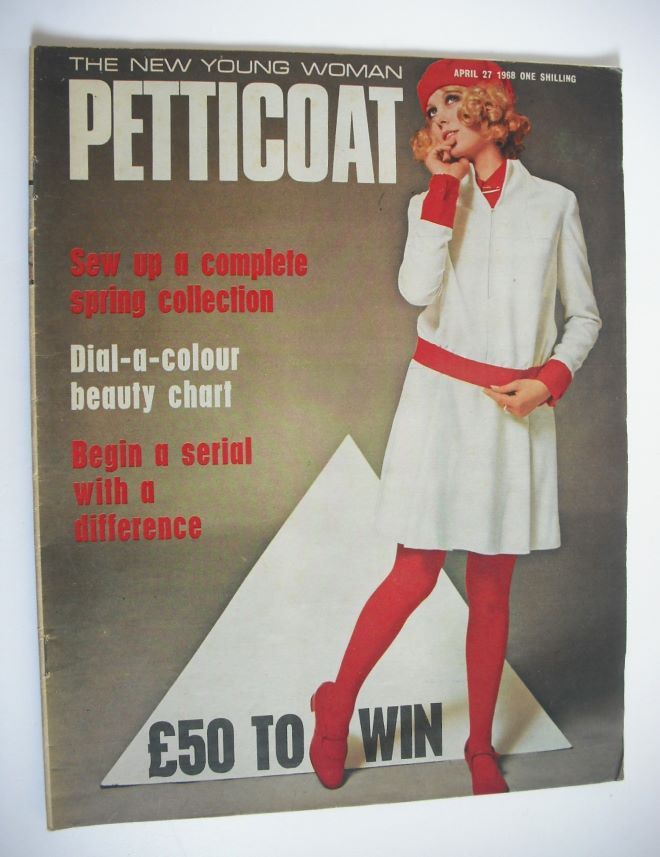 THE NEW YOUNG WOMAN
APRIL 27 1968 ONE SHILLING
PETTICOAT
Sew up a complete
spring collection
Dial-a-colour
beauty chart
Begin a serial
with a
difference
£50 TO WIN